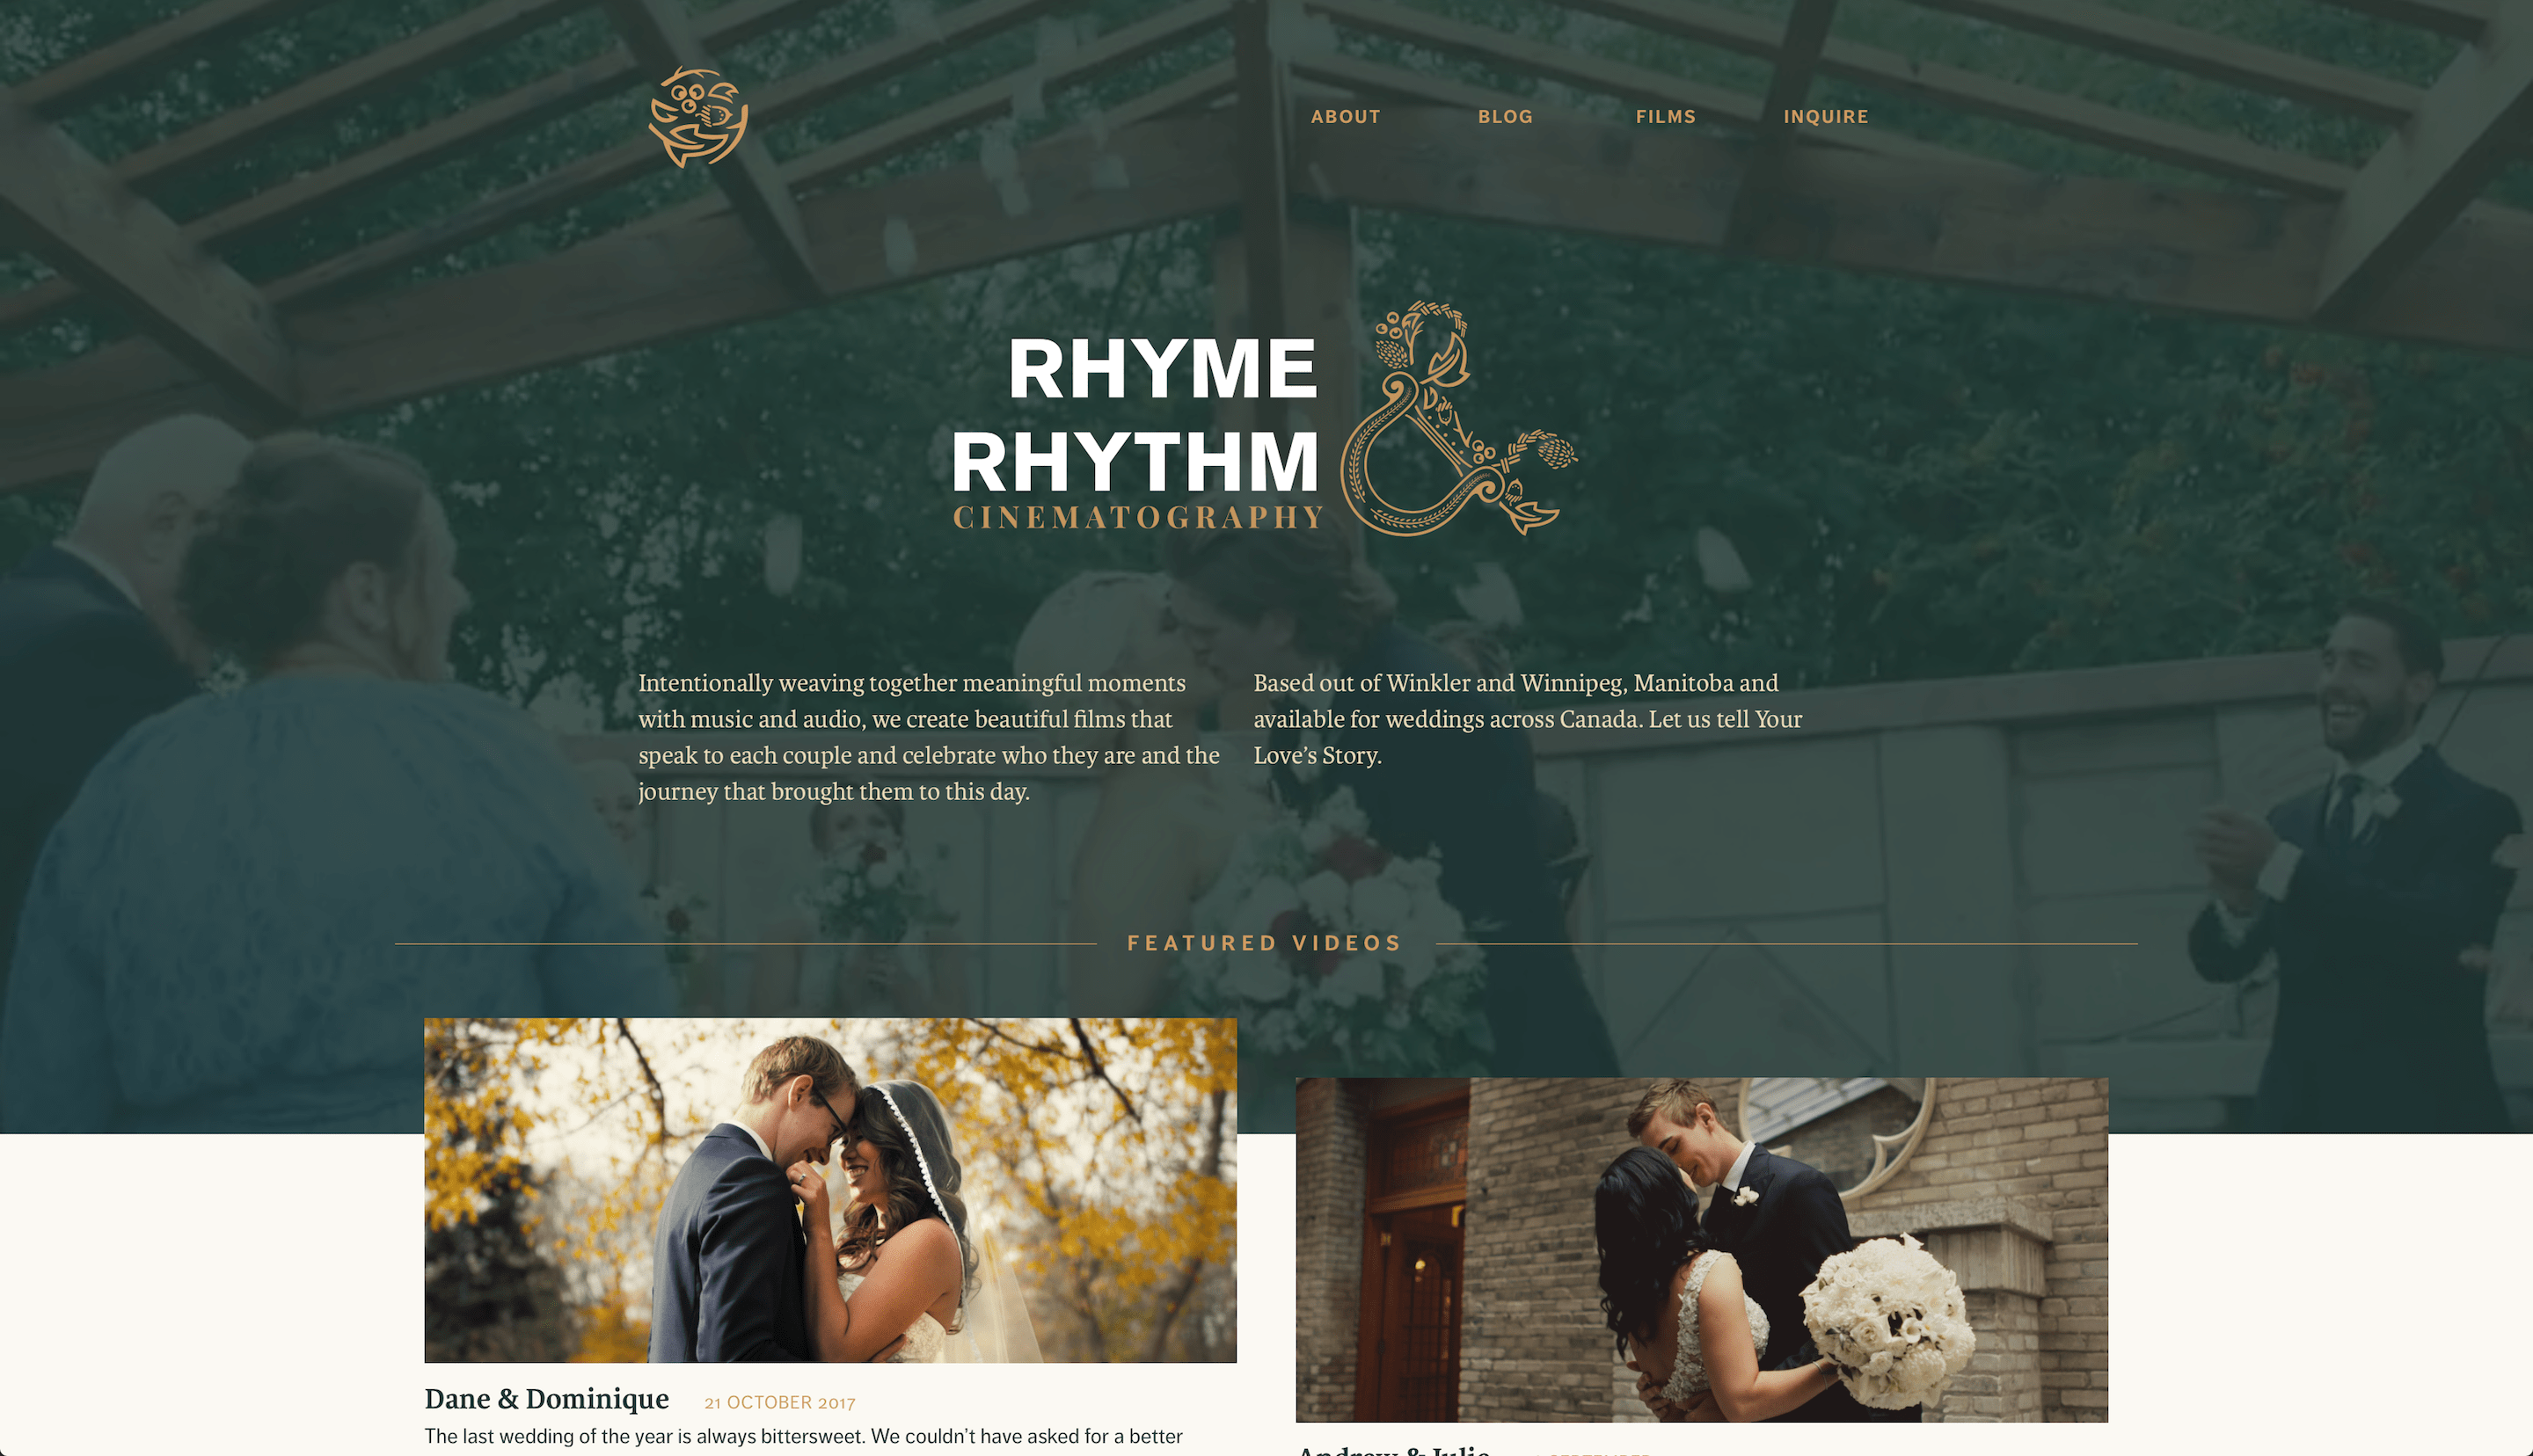 ABOUT BLOG FILMS INQUIRE
RHYME &
RHYTHM
CINEMATOGRAPHY
Intentionally weaving together meaningful moments
with music and audio, we create beautiful films that
speak to each couple and celebrate who they are and the
journey that brought them to this day.
Based out of Winkler and Winnipeg, Manitoba and
available for weddings across Canada. Let us tell Your
Love’s Story.
FEATURED VIDEOS
Dane & Dominique 21 OCTOBER 2017
The last wedding of the year is always bittersweet. We couldn’t have asked for a better
Andrew & Julie